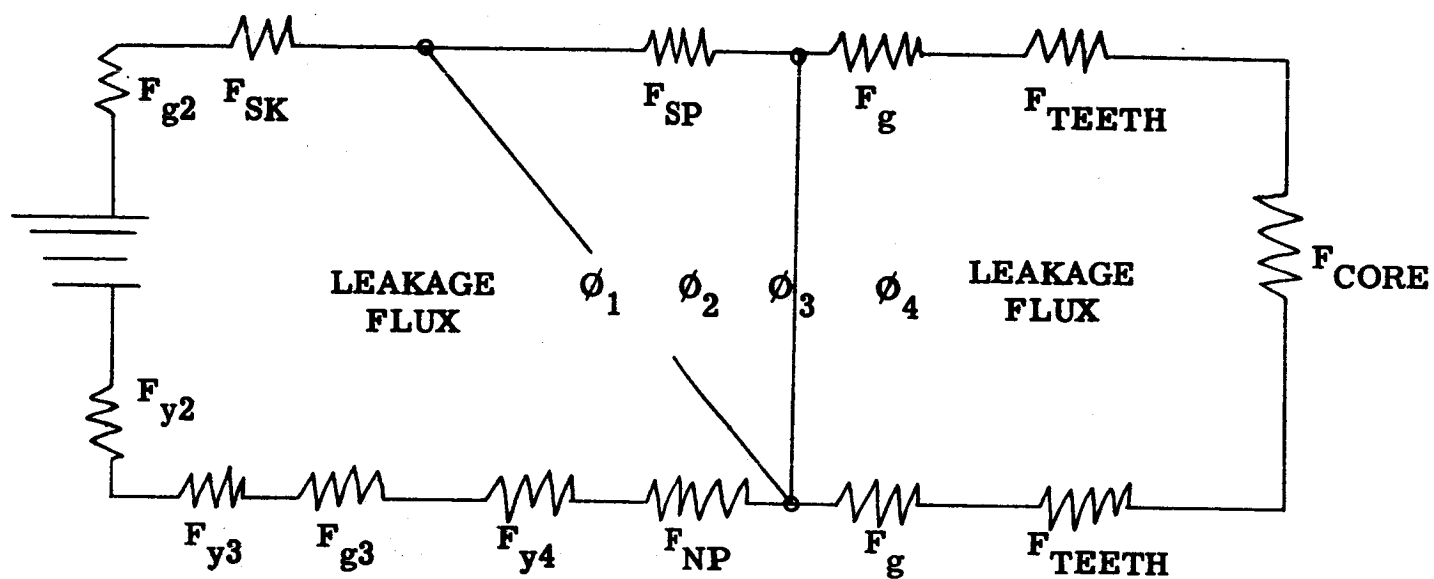 F_g2
F_SK
F_SP
F_g
F_TEETH
LEAKAGE
FLUX
Ø_1
Ø_2
Ø_3
Ø_4
LEAKAGE
FLUX
F_CORE
F_y2
F_y3
F_g3
F_y4
F_NP
F_g
F_TEETH